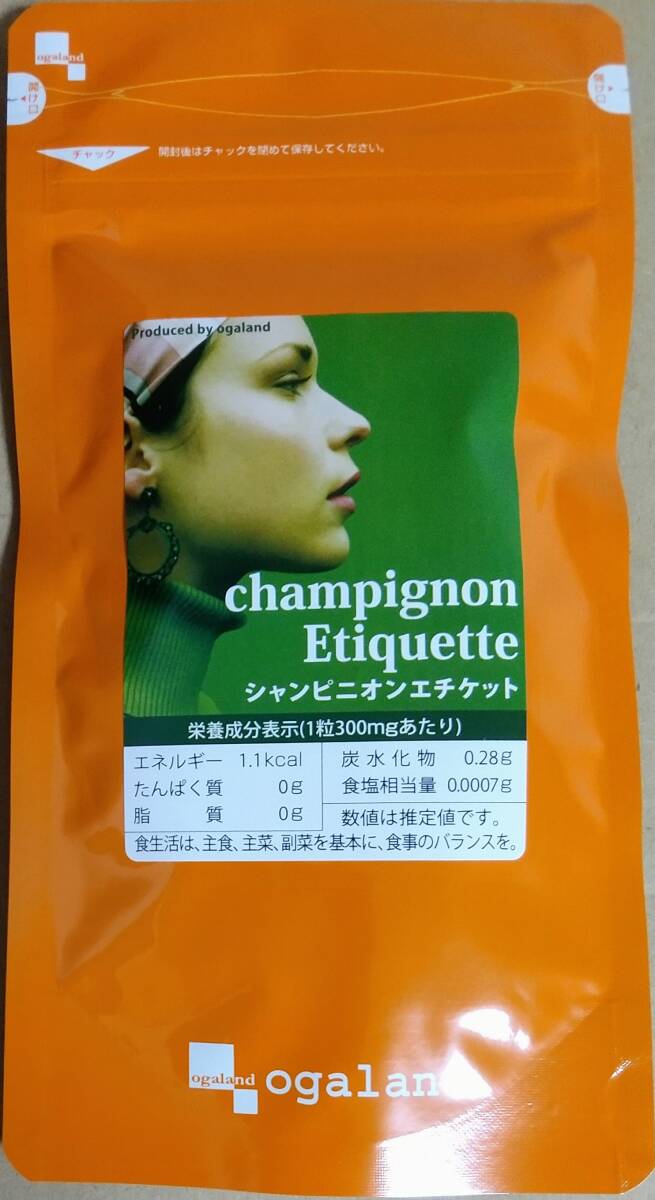 ogaland
開け口
開け口
チャック
開封後はチャックを閉めて保存してください。
Produced by ogaland
champignon
Etiquette
シャンピニオンエチケット
栄養成分表示(1粒300mgあたり)
エネルギー 1.1kcal 炭水化物 0.28g
たんぱく質 0g 食塩相当量 0.0007g
脂質 0g 数値は推定値です。
食生活は、主食、主菜、副菜を基本に、食事のバランスを。
ogaland ogalan